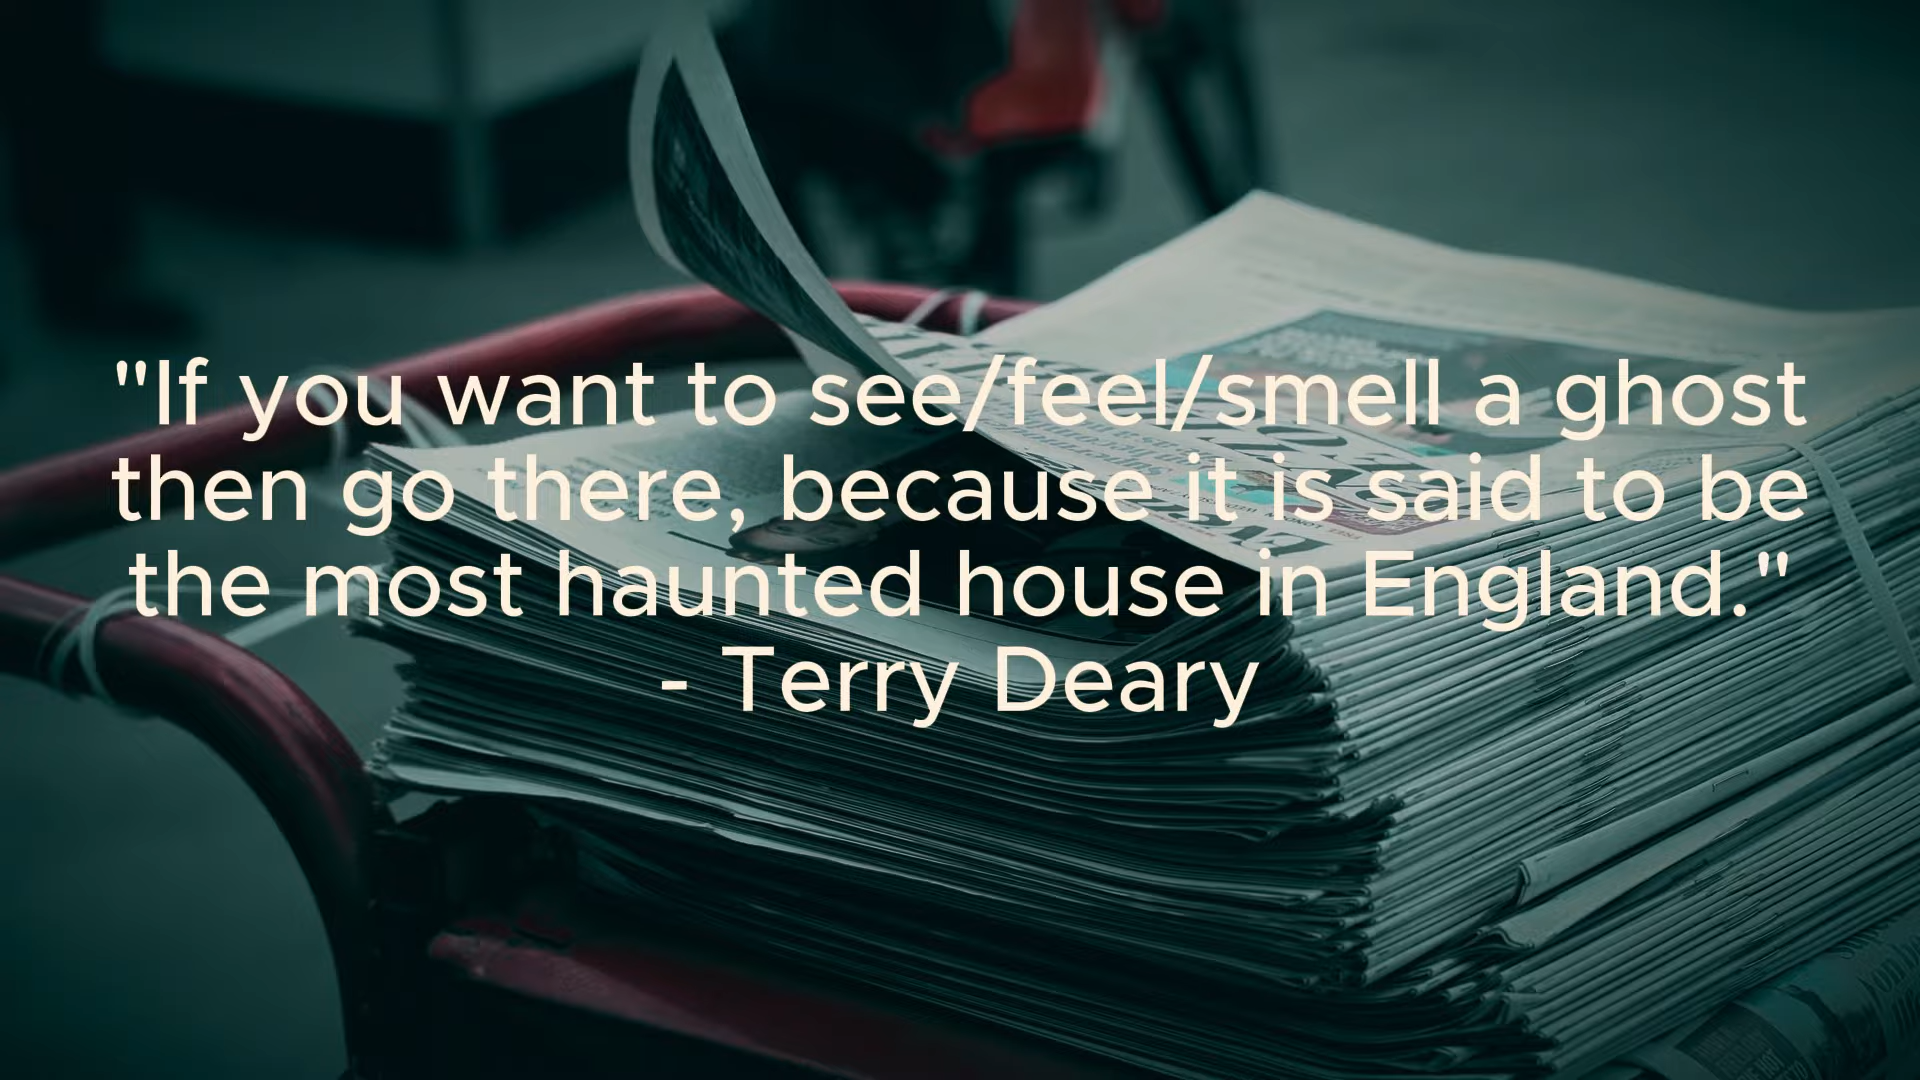 "If you want to see/feel/smell a ghost
then go there, because it is said to be
the most haunted house in England."
- Terry Deary